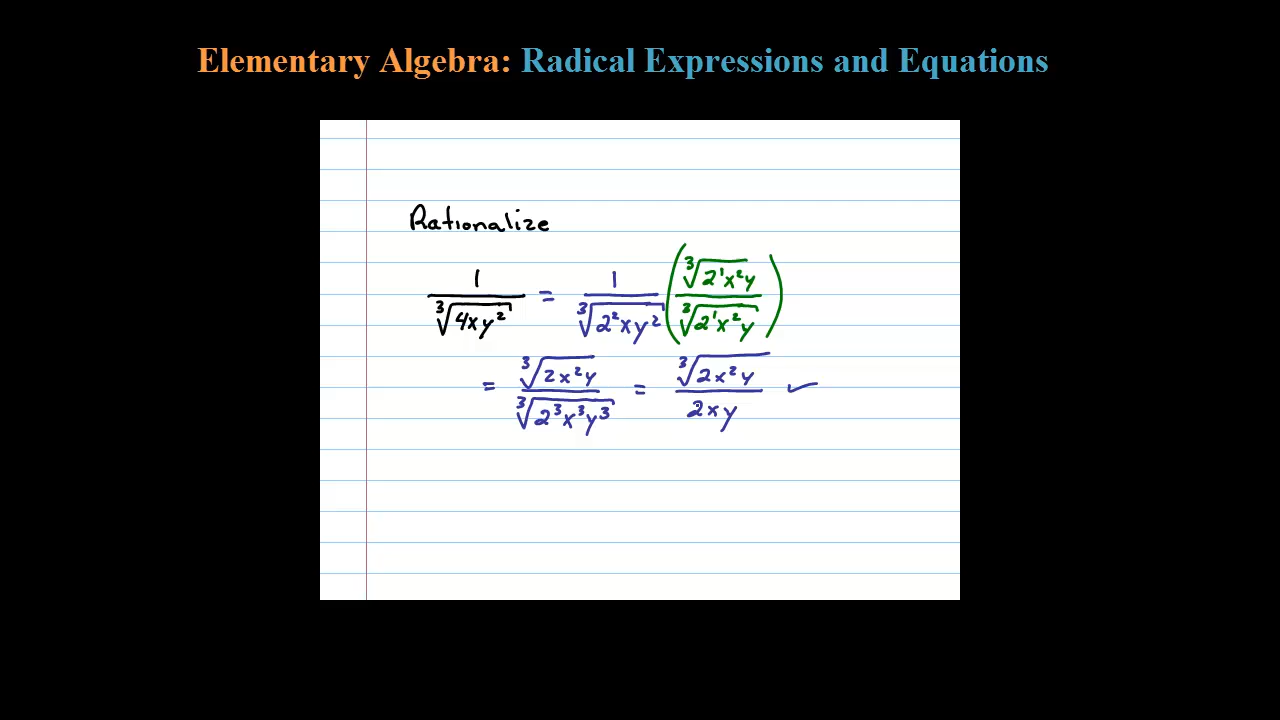 Elementary Algebra: Radical Expressions and Equations
Rationalize
1/∛(4xy²) = 1/∛(2²xy²) (∛(2¹x²y)/∛(2¹x²y))
= ∛(2x²y)/∛(2³x³y³) = ∛(2x²y)/(2xy) ✓